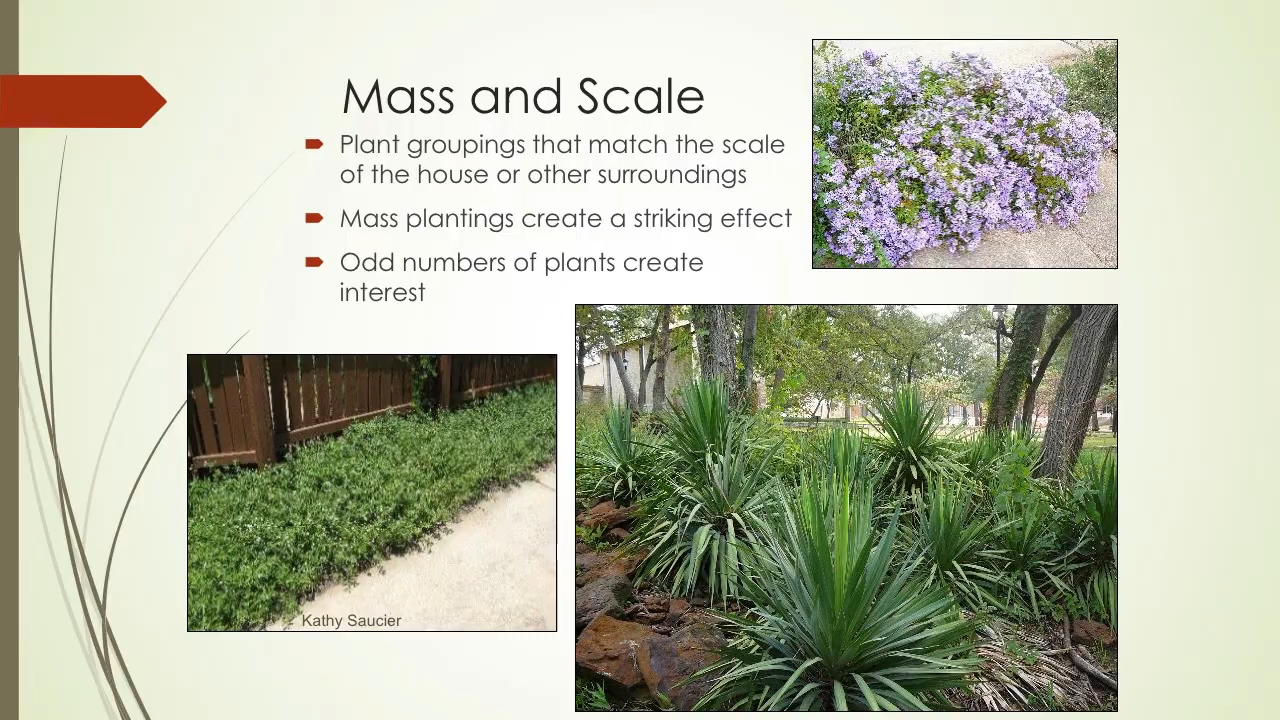 Mass and Scale
Plant groupings that match the scale
of the house or other surroundings
Mass plantings create a striking effect
Odd numbers of plants create
interest
Kathy Saucier